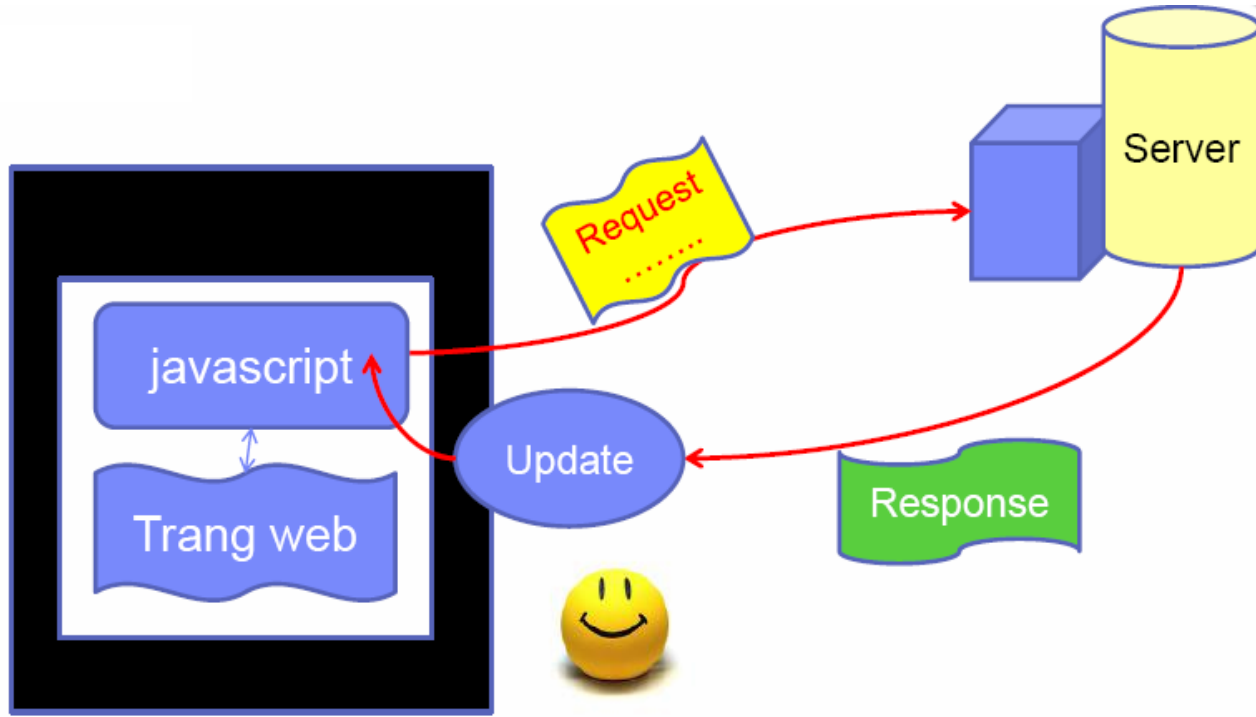 Server
Request
........
javascript
Update
Response
Trang web